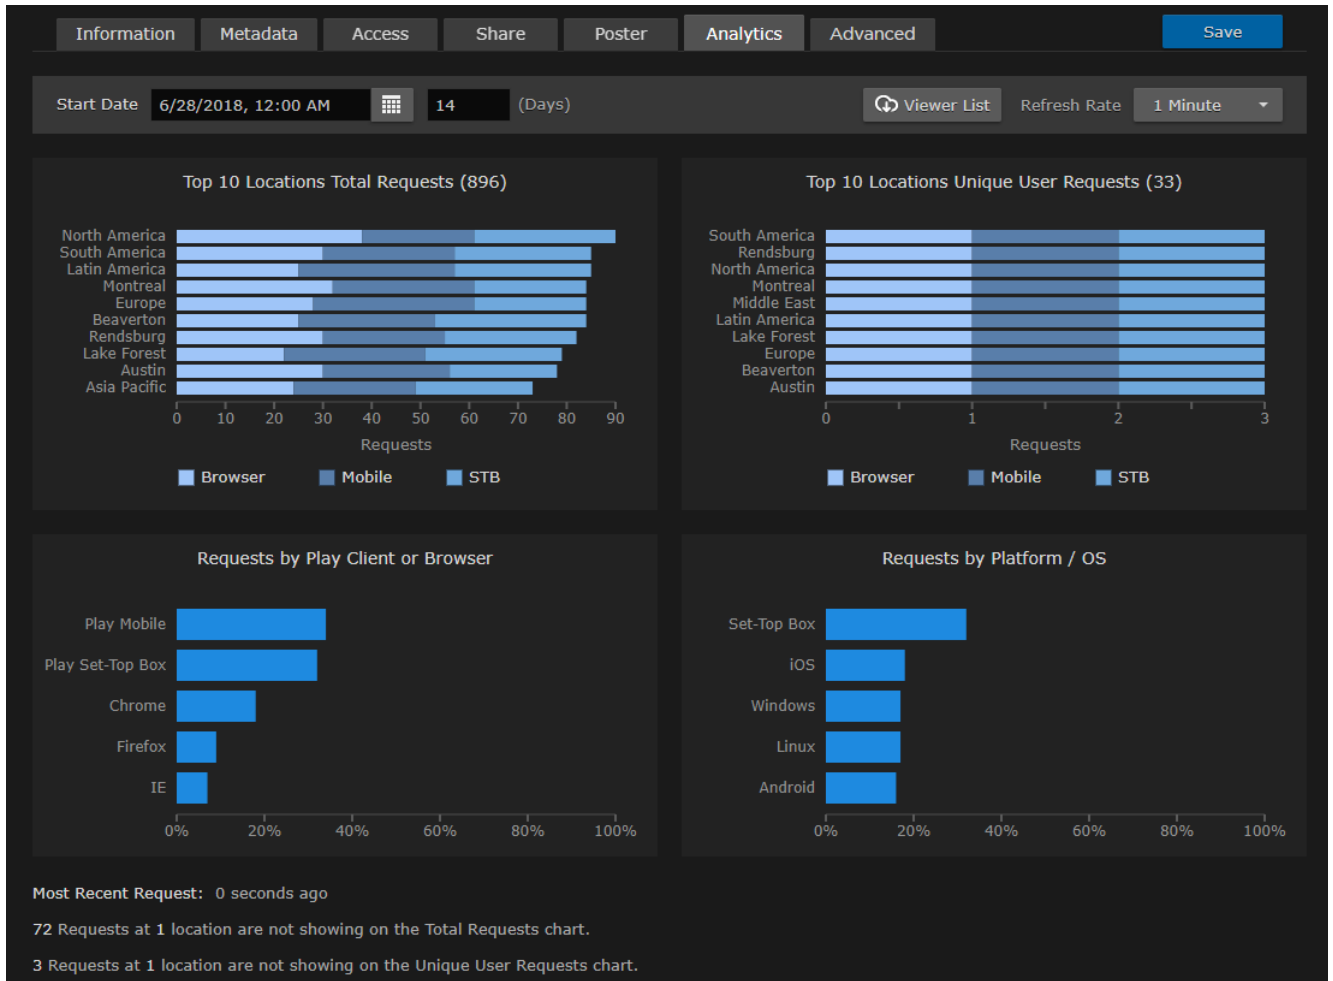 Information Metadata Access Share Poster Analytics Advanced Save
Start Date 6/28/2018, 12:00 AM 14 (Days) Viewer List Refresh Rate 1 Minute
Top 10 Locations Total Requests (896)
North America
South America
Latin America
Montreal
Europe
Beaverton
Rendsburg
Lake Forest
Austin
Asia Pacific
0 10 20 30 40 50 60 70 80 90
Requests
Browser Mobile STB
Top 10 Locations Unique User Requests (33)
South America
Rendsburg
North America
Montreal
Middle East
Latin America
Lake Forest
Europe
Beaverton
Austin
0 1 2 3
Requests
Browser Mobile STB
Requests by Play Client or Browser
Play Mobile
Play Set-Top Box
Chrome
Firefox
IE
0% 20% 40% 60% 80% 100%
Requests by Platform / OS
Set-Top Box
iOS
Windows
Linux
Android
0% 20% 40% 60% 80% 100%
Most Recent Request: 0 seconds ago
72 Requests at 1 location are not showing on the Total Requests chart.
3 Requests at 1 location are not showing on the Unique User Requests chart.